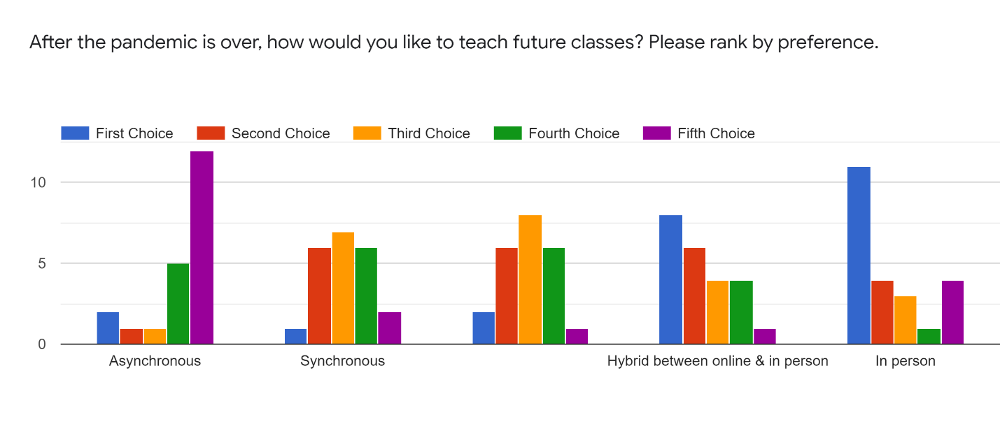 After the pandemic is over, how would you like to teach future classes? Please rank by preference.
First Choice Second Choice Third Choice Fourth Choice Fifth Choice
10
5
0
Asynchronous Synchronous Hybrid between online & in person In person